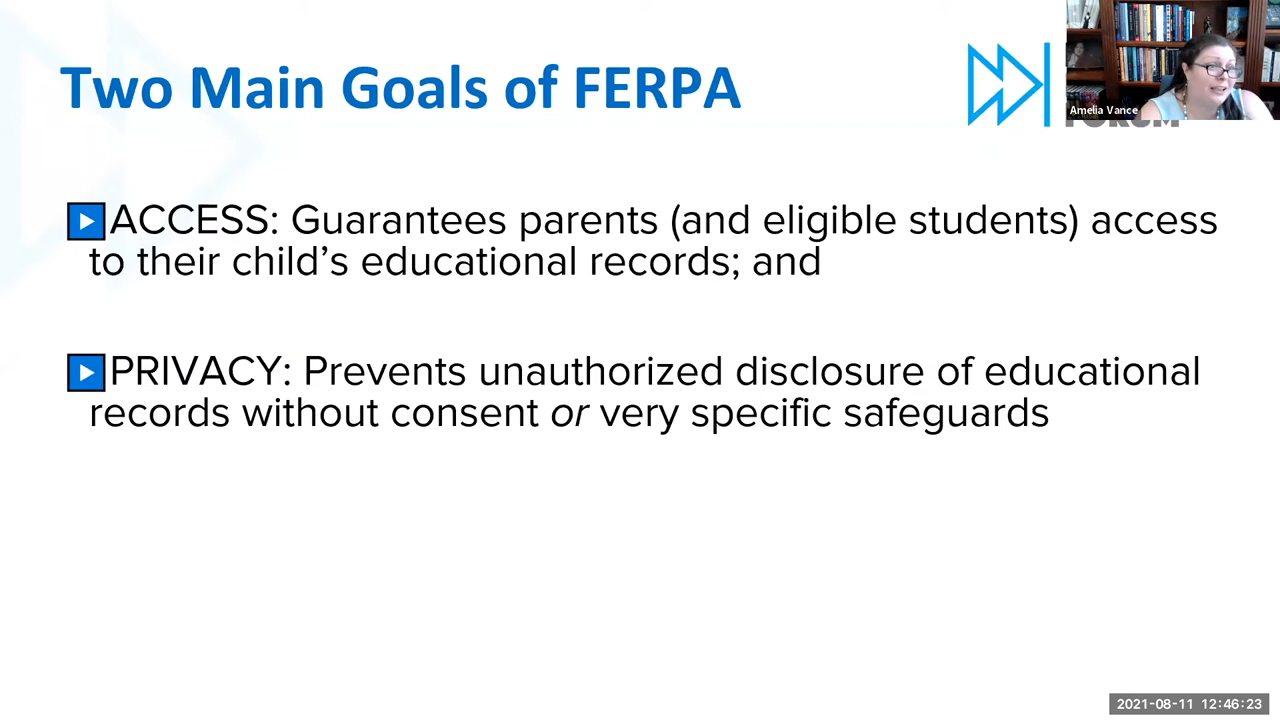 Two Main Goals of FERPA
Amelia Vance
FORUM
ACCESS: Guarantees parents (and eligible students) access
to their child’s educational records; and
PRIVACY: Prevents unauthorized disclosure of educational
records without consent or very specific safeguards
2021-08-11 12:46:23